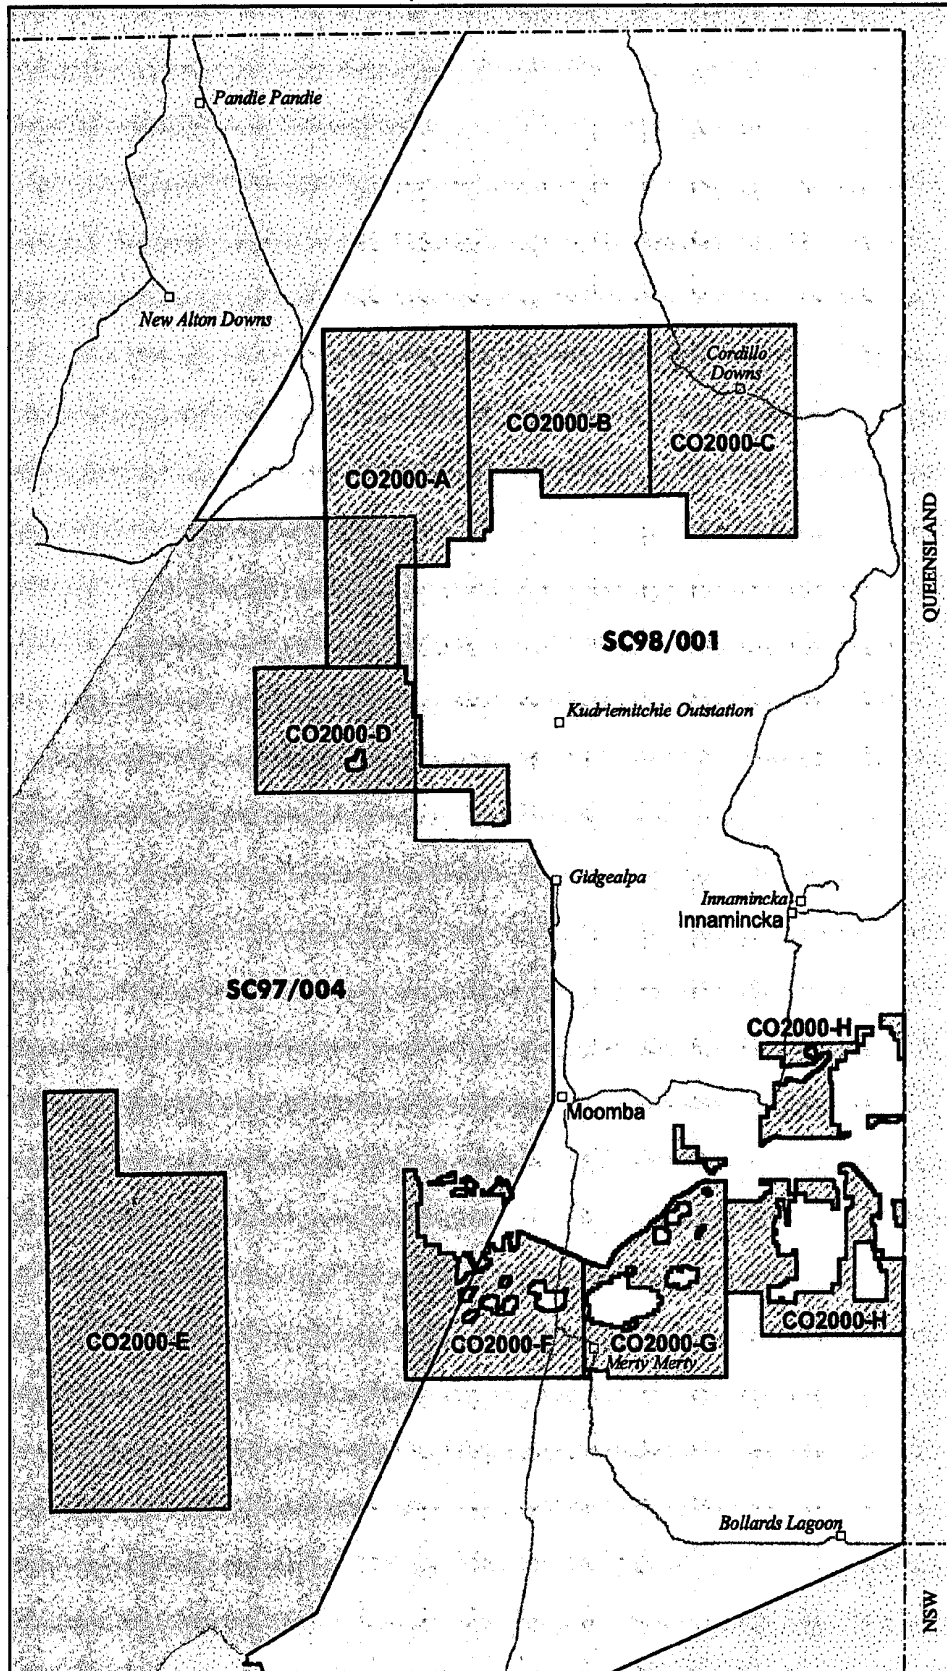 Pandie Pandie
New Alton Downs
Cordillo
Downs
CO2000-B
CO2000-C
CO2000-A
QUEENSLAND
SC98/001
Kudriemitchie Outstation
CO2000-D
Gidgealpa
Innamincka
Innamincka
SC97/004
CO2000-H
Moomba
CO2000-H
CO2000-E
CO2000-F
CO2000-G
Merty Merty
Bollards Lagoon
NSW